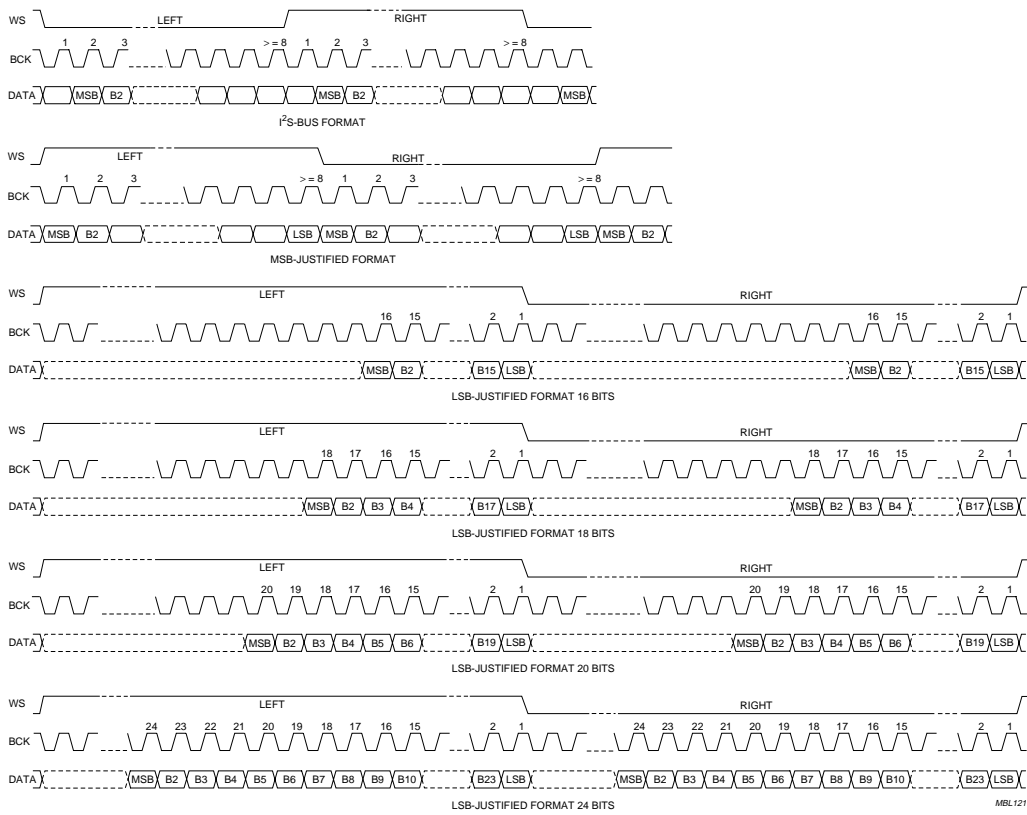 WS LEFT RIGHT
BCK 1 2 3 >= 8 1 2 3 >= 8
DATA MSB B2 MSB B2 MSB
I²S-BUS FORMAT
WS LEFT RIGHT
BCK 1 2 3 >= 8 1 2 3 >= 8
DATA MSB B2 LSB MSB B2 LSB MSB B2
MSB-JUSTIFIED FORMAT
WS LEFT RIGHT
BCK 16 15 2 1 16 15 2 1
DATA MSB B2 B15 LSB MSB B2 B15 LSB
LSB-JUSTIFIED FORMAT 16 BITS
WS LEFT RIGHT
BCK 18 17 16 15 2 1 18 17 16 15 2 1
DATA MSB B2 B3 B4 B17 LSB MSB B2 B3 B4 B17 LSB
LSB-JUSTIFIED FORMAT 18 BITS
WS LEFT RIGHT
BCK 20 19 18 17 16 15 2 1 20 19 18 17 16 15 2 1
DATA MSB B2 B3 B4 B5 B6 B19 LSB MSB B2 B3 B4 B5 B6 B19 LSB
LSB-JUSTIFIED FORMAT 20 BITS
WS LEFT RIGHT
BCK 24 23 22 21 20 19 18 17 16 15 2 1 24 23 22 21 20 19 18 17 16 15 2 1
DATA MSB B2 B3 B4 B5 B6 B7 B8 B9 B10 B23 LSB MSB B2 B3 B4 B5 B6 B7 B8 B9 B10 B23 LSB
LSB-JUSTIFIED FORMAT 24 BITS
MBL121